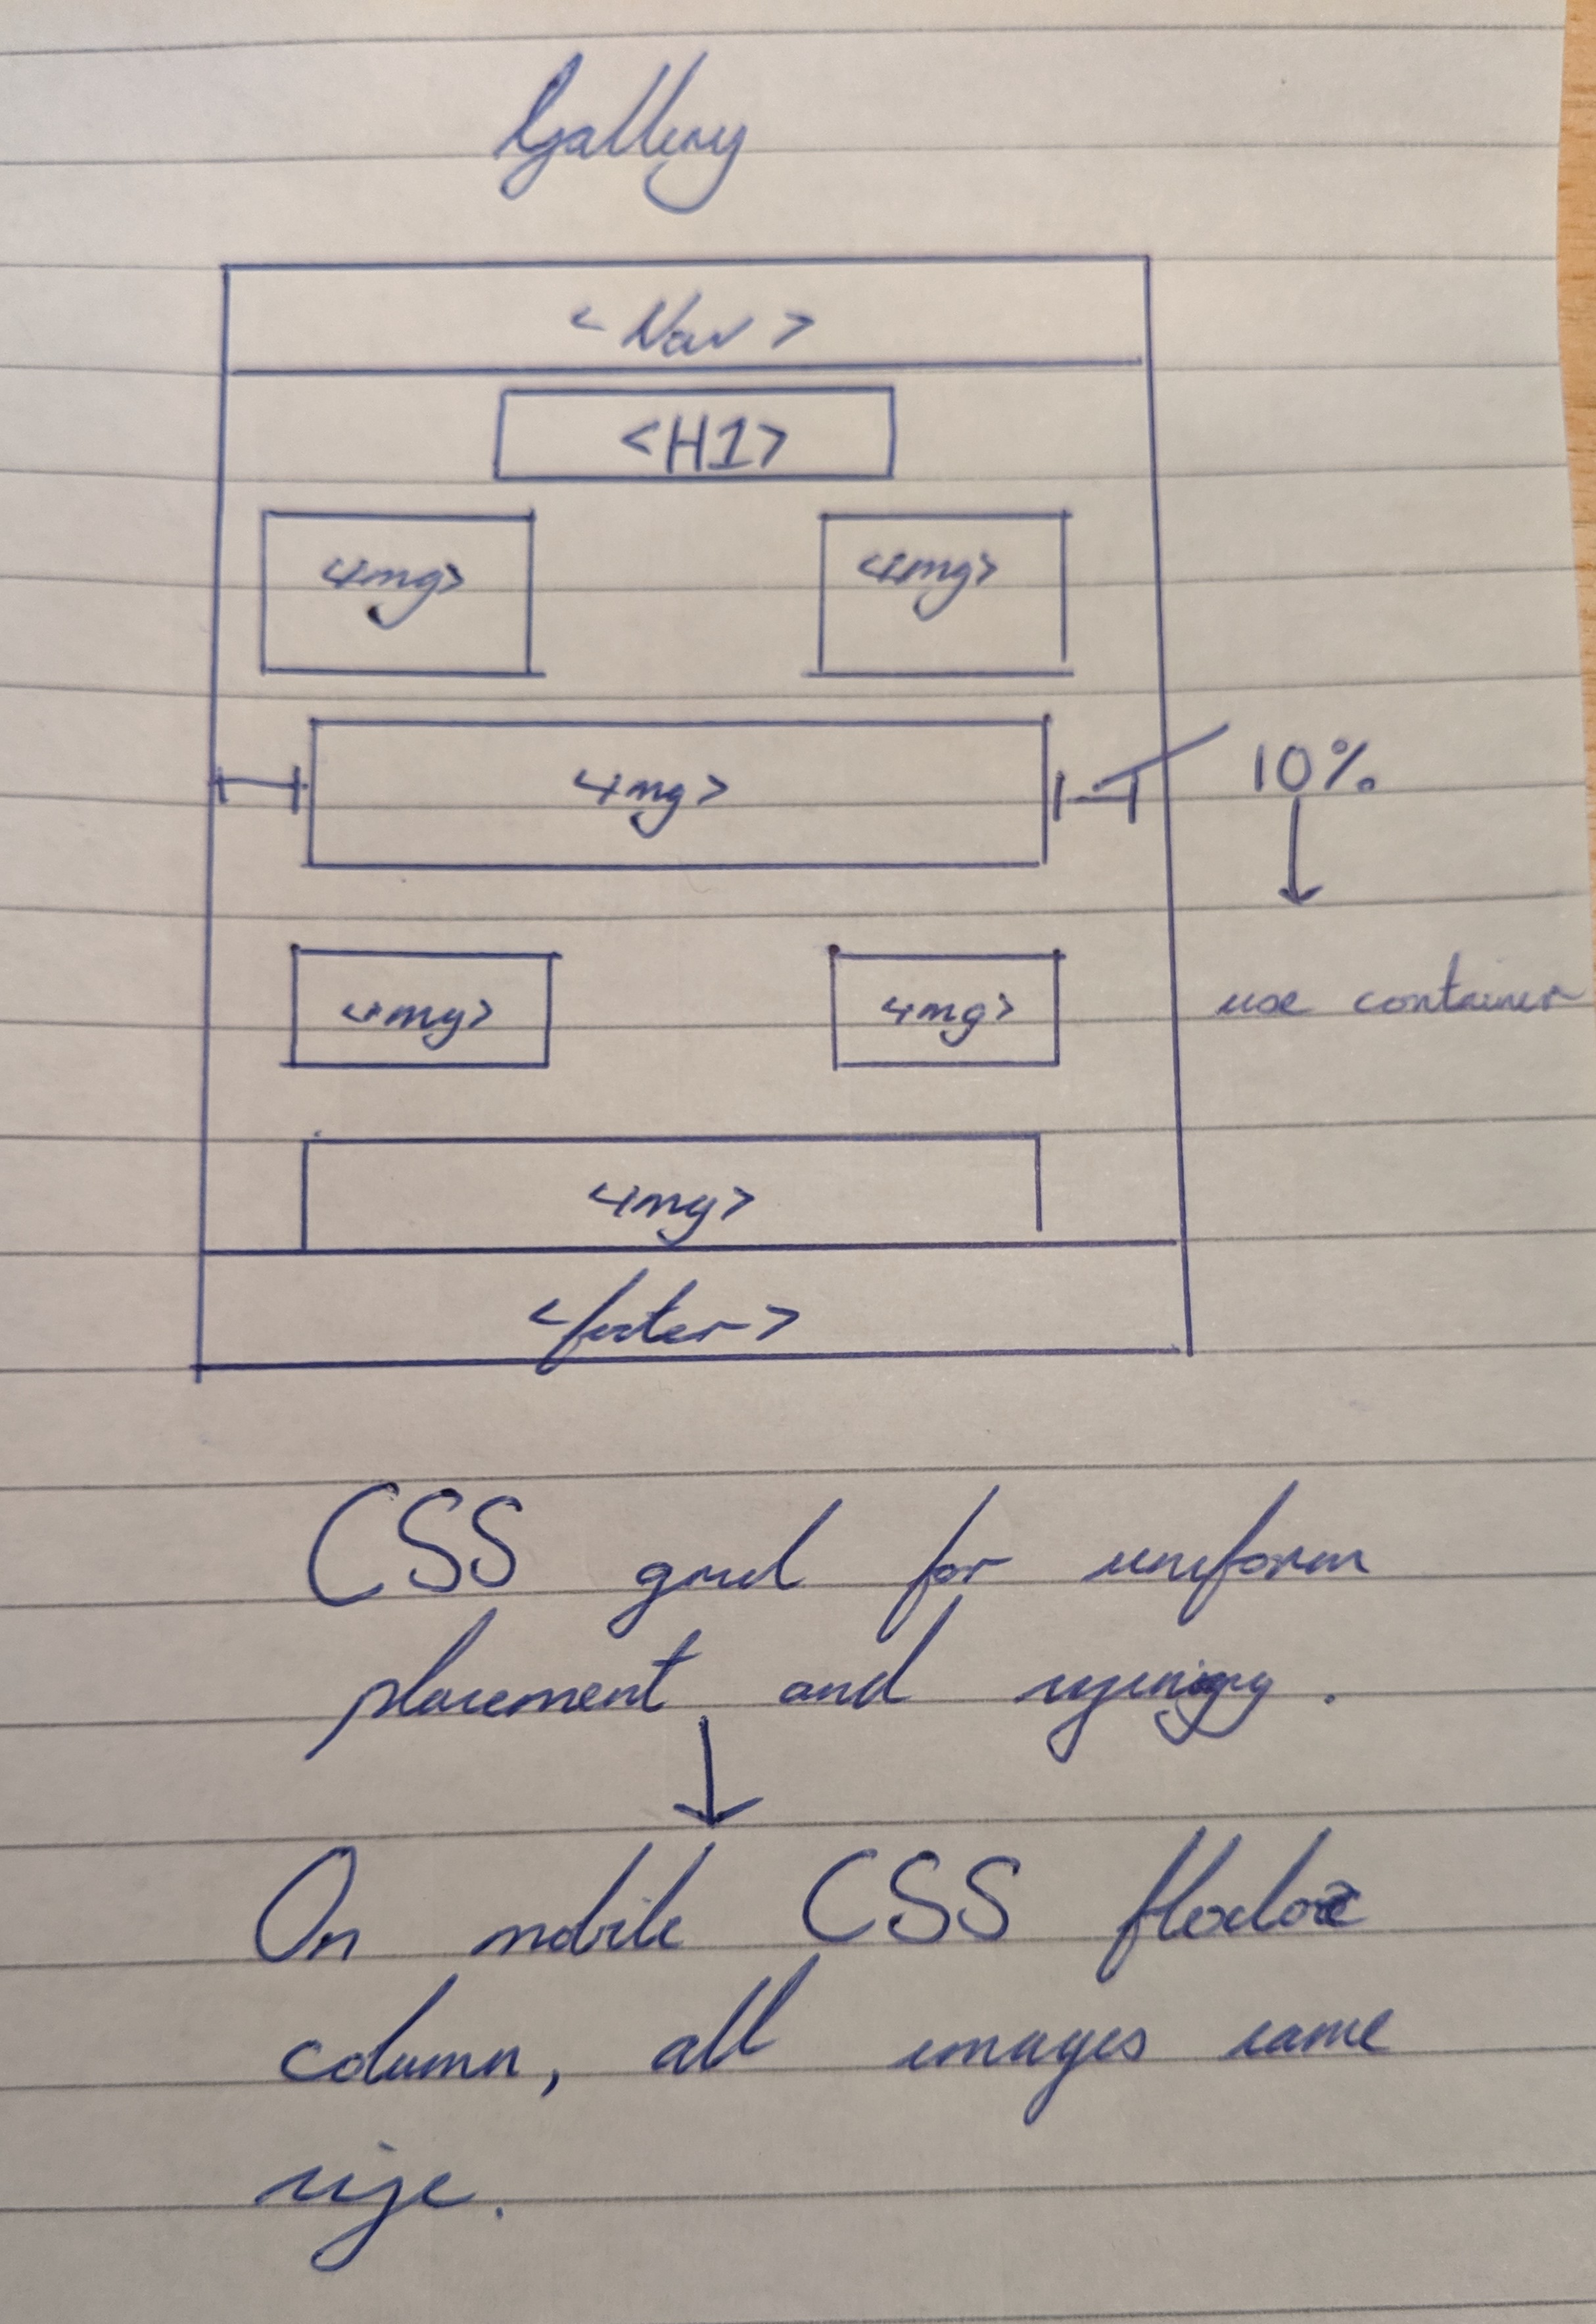 Gallery
<Nav>
<H1>
<img> <img>
<img> 10%
<img> <img> use container
<img>
<footer>
CSS grid for uniform
placement and sizing.
On mobile CSS flexbox
column, all images same
size.